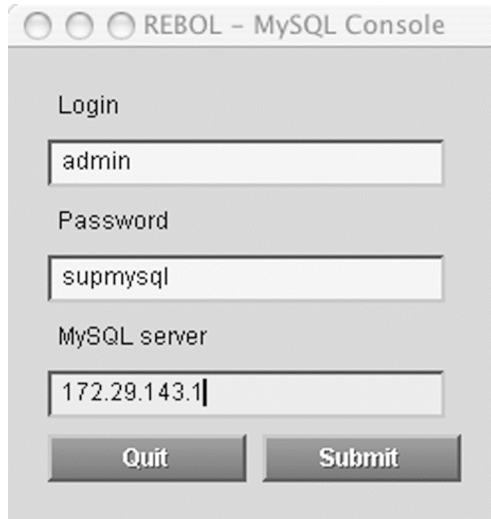 REBOL – MySQL Console
Login
admin
Password
supmysql
MySQL server
172.29.143.1
Quit Submit